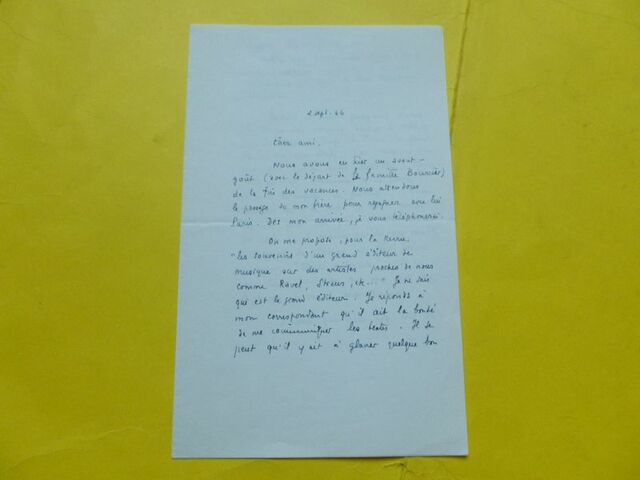 2 sept. 46
Cher ami.
Nous avons eu hier un avant-
goût (avec le départ de la famille Bourrier)
de la fin des vacances. Nous attendons
le passage de mon frère pour regagner avec lui
Paris. Dès mon arrivée, je vous téléphonerai.
On me propose, pour la Revue,
"les souvenirs d'un grand éditeur de
musique sur des artistes proches de nous
comme Ravel, Straus, etc..." Je ne sais
qui est le grand éditeur. Je réponds à
mon correspondant qu'il ait la bonté
de me communiquer les textes. Il se
peut qu'il y ait à glaner quelque bon